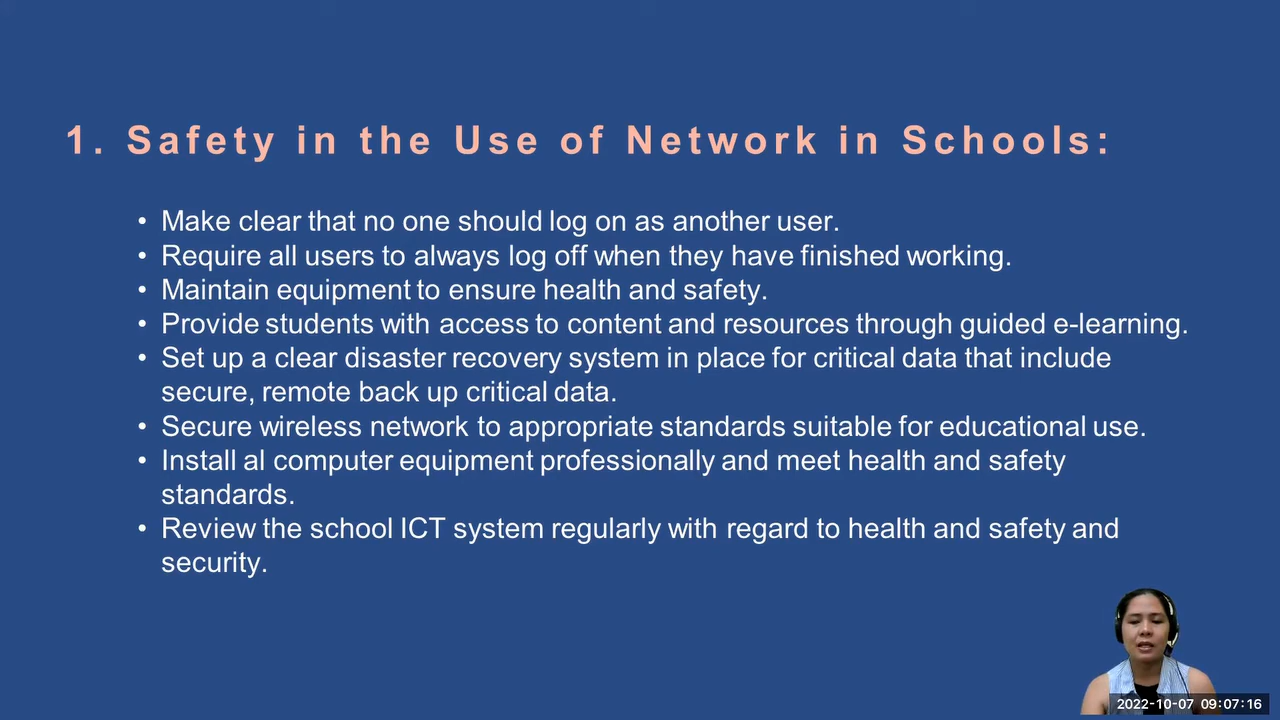 1. Safety in the Use of Network in Schools:
• Make clear that no one should log on as another user.
• Require all users to always log off when they have finished working.
• Maintain equipment to ensure health and safety.
• Provide students with access to content and resources through guided e-learning.
• Set up a clear disaster recovery system in place for critical data that include
secure, remote back up critical data.
• Secure wireless network to appropriate standards suitable for educational use.
• Install al computer equipment professionally and meet health and safety
standards.
• Review the school ICT system regularly with regard to health and safety and
security.
2022-10-07 09:07:16